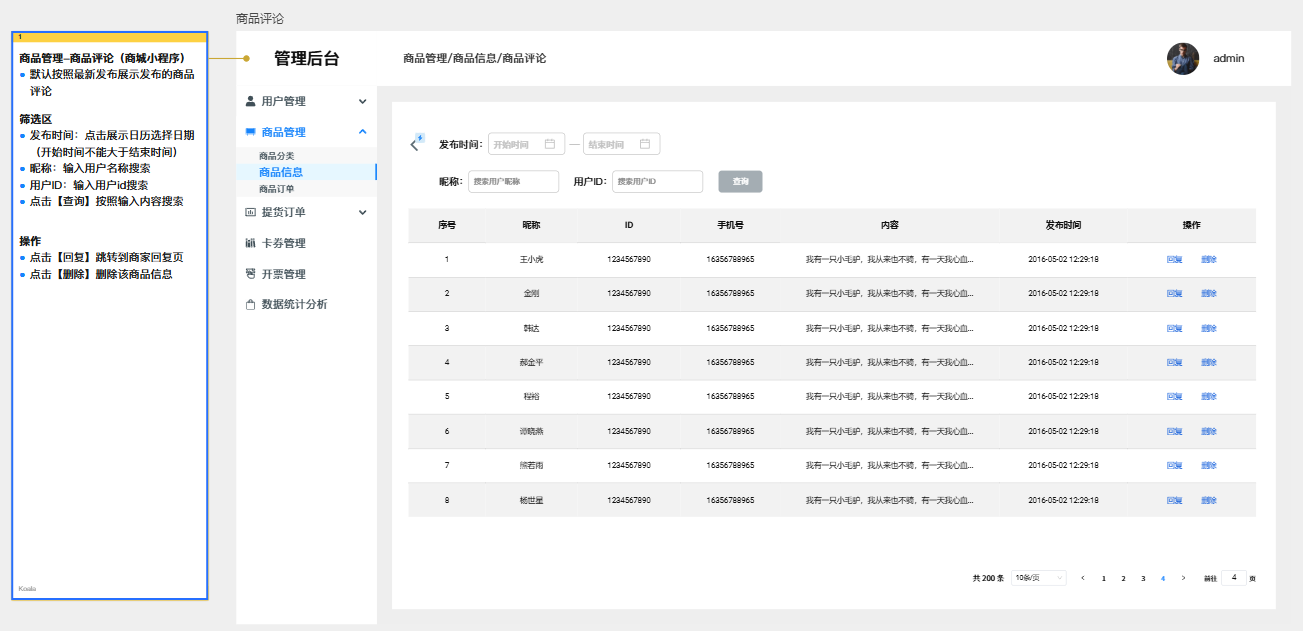 商品评论
1
商品管理–商品评论（商城小程序）
默认按照最新发布展示发布的商品
评论
筛选区
发布时间：点击展示日历选择日期
（开始时间不能大于结束时间）
昵称：输入用户名称搜索
用户ID：输入用户id搜索
点击【查询】按照输入内容搜索
操作
点击【回复】跳转到商家回复页
点击【删除】删除该商品信息
Koala
管理后台
商品管理/商品信息/商品评论
admin
用户管理
商品管理
商品分类
商品信息
商品订单
提货订单
卡券管理
开票管理
数据统计分析
发布时间： 开始时间 — 结束时间
昵称： 搜索用户昵称 用户ID： 搜索用户ID 查询
序号 昵称 ID 手机号 内容 发布时间 操作
1 王小虎 1234567890 16356788965 我有一只小毛驴，我从来也不骑，有一天我心血... 2016-05-02 12:29:18 回复 删除
2 金刚 1234567890 16356788965 我有一只小毛驴，我从来也不骑，有一天我心血... 2016-05-02 12:29:18 回复 删除
3 韩达 1234567890 16356788965 我有一只小毛驴，我从来也不骑，有一天我心血... 2016-05-02 12:29:18 回复 删除
4 郝金平 1234567890 16356788965 我有一只小毛驴，我从来也不骑，有一天我心血... 2016-05-02 12:29:18 回复 删除
5 程裕 1234567890 16356788965 我有一只小毛驴，我从来也不骑，有一天我心血... 2016-05-02 12:29:18 回复 删除
6 谭晓燕 1234567890 16356788965 我有一只小毛驴，我从来也不骑，有一天我心血... 2016-05-02 12:29:18 回复 删除
7 熊若雨 1234567890 16356788965 我有一只小毛驴，我从来也不骑，有一天我心血... 2016-05-02 12:29:18 回复 删除
8 杨世星 1234567890 16356788965 我有一只小毛驴，我从来也不骑，有一天我心血... 2016-05-02 12:29:18 回复 删除
共 200 条 10条/页 < 1 2 3 4 > 前往 4 页